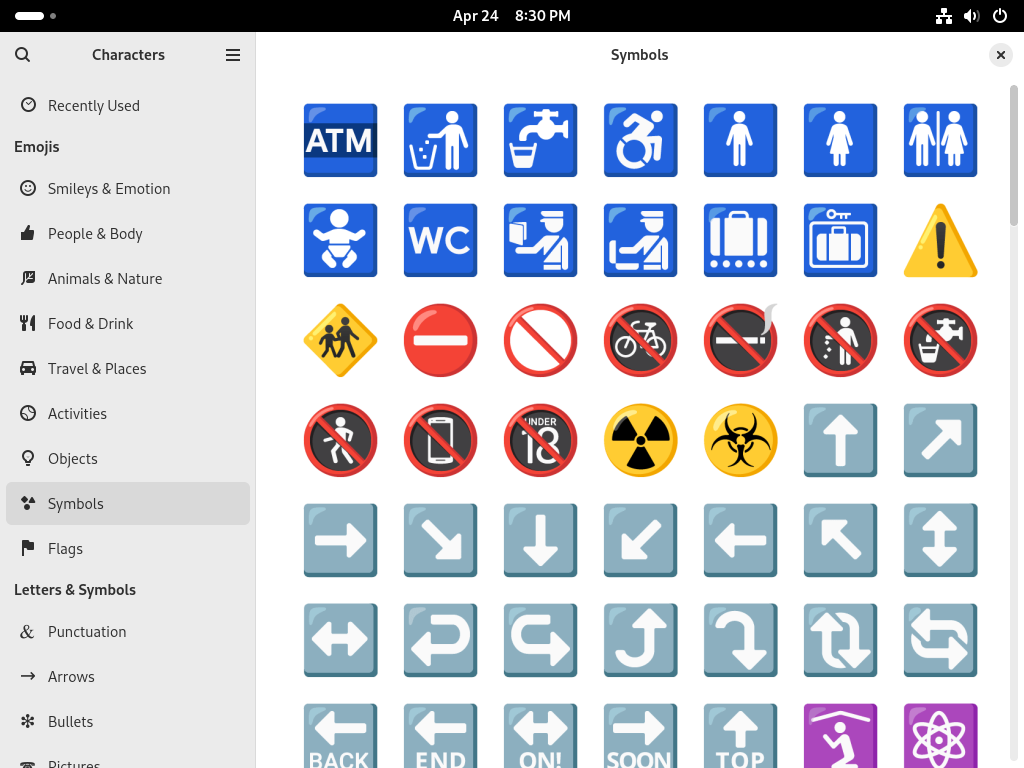 Apr 24 8:30 PM
Characters
Symbols
Recently Used
Emojis
Smileys & Emotion
People & Body
Animals & Nature
Food & Drink
Travel & Places
Activities
Objects
Symbols
Flags
Letters & Symbols
& Punctuation
Arrows
Bullets
Pictures
ATM
WC
UNDER
18
BACK
END
ON!
SOON
TOP